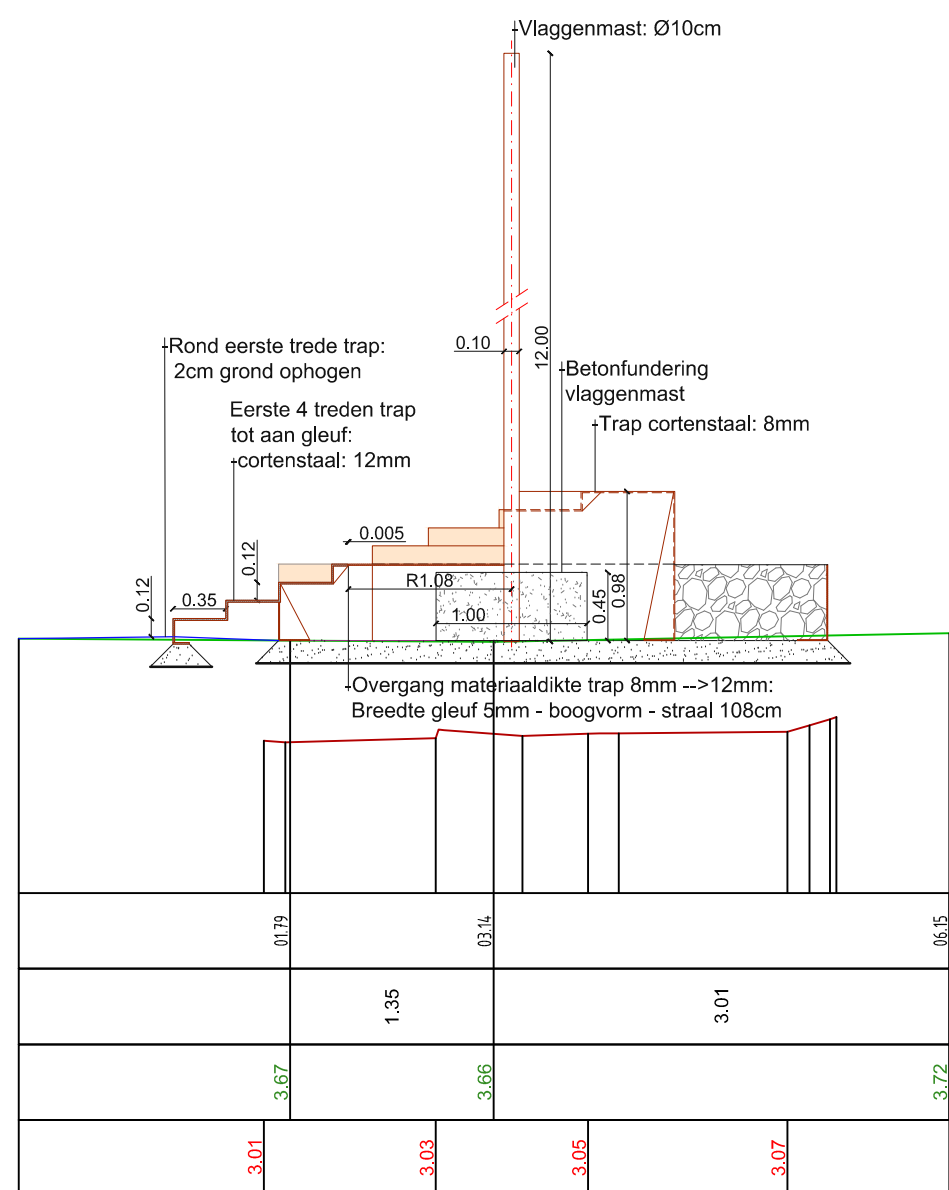 Vlaggenmast: Ø10cm
12.00
0.10
Rond eerste trede trap:
2cm grond ophogen
Betonfundering
vlaggenmast
Eerste 4 treden trap
tot aan gleuf:
cortenstaal: 12mm
Trap cortenstaal: 8mm
0.005
0.12
0.12
0.35
R1.08
1.00
0.45
0.98
Overgang materiaaldikte trap 8mm -->12mm:
Breedte gleuf 5mm - boogvorm - straal 108cm
01.79
03.14
06.15
1.35
3.01
3.67
3.66
3.72
3.01
3.03
3.05
3.07